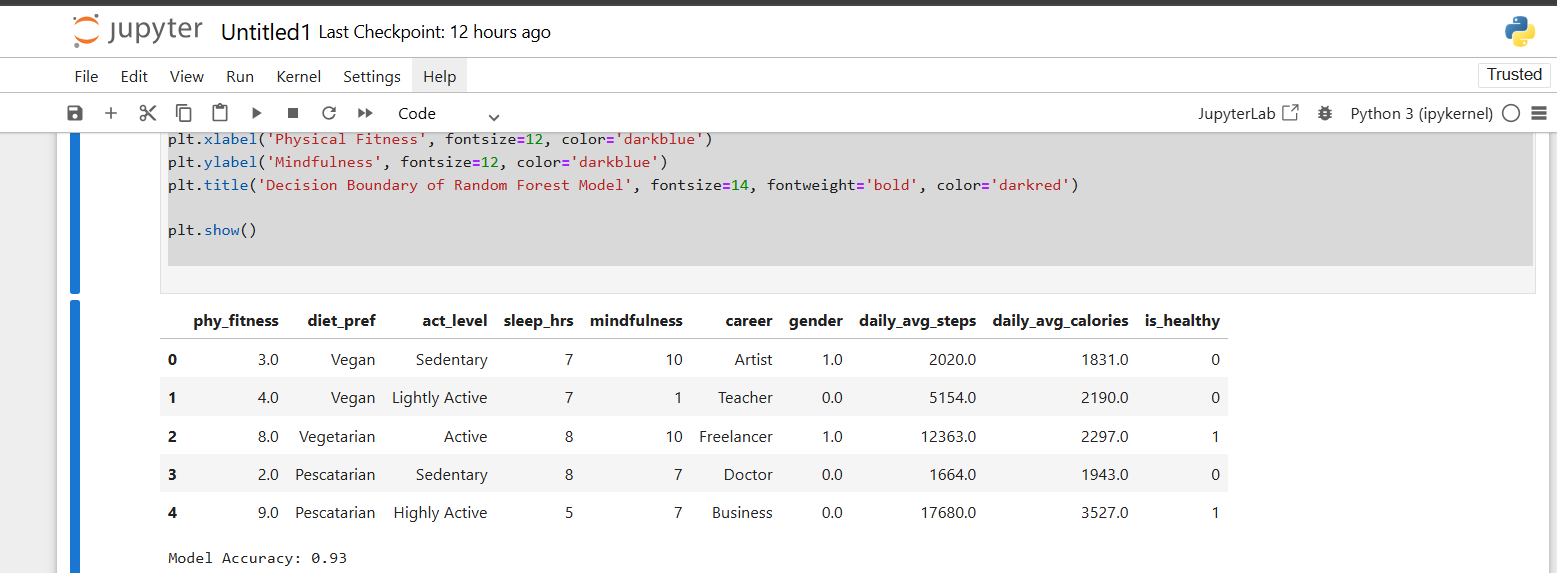 jupyter Untitled1 Last Checkpoint: 12 hours ago
File Edit View Run Kernel Settings Help Trusted
Code JupyterLab Python 3 (ipykernel)
plt.xlabel('Physical Fitness', fontsize=12, color='darkblue')
plt.ylabel('Mindfulness', fontsize=12, color='darkblue')
plt.title('Decision Boundary of Random Forest Model', fontsize=14, fontweight='bold', color='darkred')
plt.show()
phy_fitness diet_pref act_level sleep_hrs mindfulness career gender daily_avg_steps daily_avg_calories is_healthy
0 3.0 Vegan Sedentary 7 10 Artist 1.0 2020.0 1831.0 0
1 4.0 Vegan Lightly Active 7 1 Teacher 0.0 5154.0 2190.0 0
2 8.0 Vegetarian Active 8 10 Freelancer 1.0 12363.0 2297.0 1
3 2.0 Pescatarian Sedentary 8 7 Doctor 0.0 1664.0 1943.0 0
4 9.0 Pescatarian Highly Active 5 7 Business 0.0 17680.0 3527.0 1
Model Accuracy: 0.93